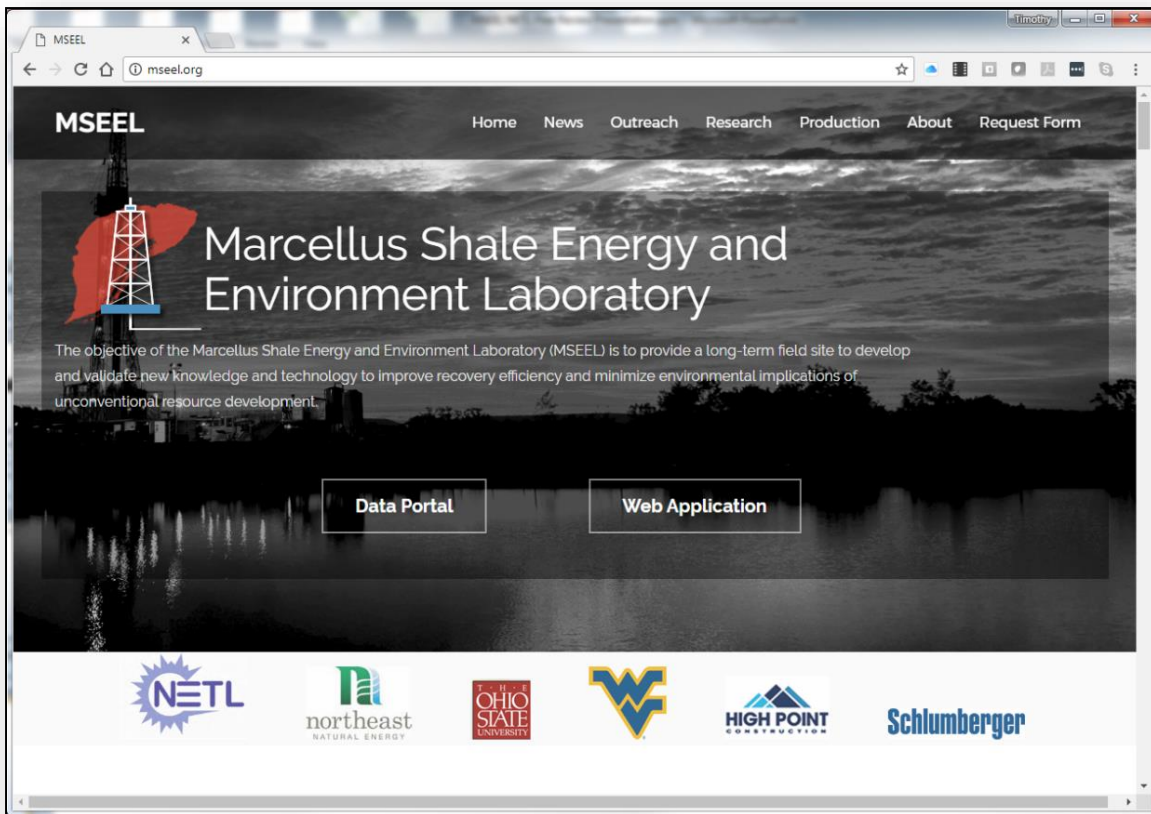 Timothy
MSEEL
mseel.org
MSEEL
Home News Outreach Research Production About Request Form
Marcellus Shale Energy and
Environment Laboratory
The objective of the Marcellus Shale Energy and Environment Laboratory (MSEEL) is to provide a long-term field site to develop
and validate new knowledge and technology to improve recovery efficiency and minimize environmental implications of
unconventional resource development.
Data Portal Web Application
NETL
northeast
NATURAL ENERGY
T · H · E
OHIO
STATE
UNIVERSITY
WV
HIGH POINT
CONSTRUCTION
Schlumberger